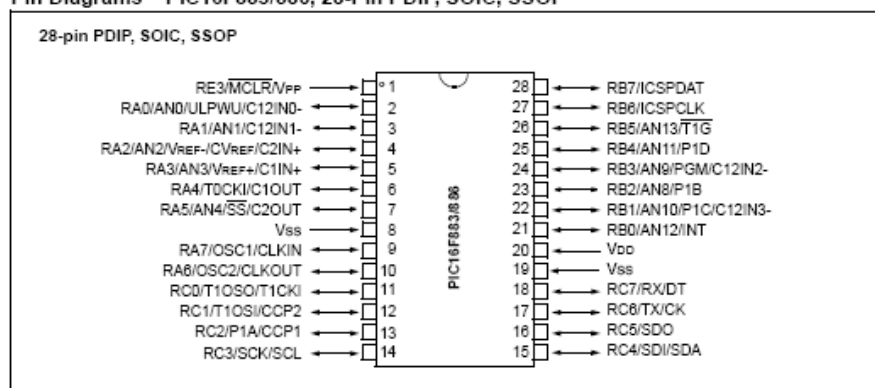 Pin Diagrams – PIC16F883/886, 28-Pin PDIP, SOIC, SSOP
28-pin PDIP, SOIC, SSOP
RE3/MCLR/VPP 1 28 RB7/ICSPDAT
RA0/AN0/ULPWU/C12IN0- 2 27 RB6/ICSPCLK
RA1/AN1/C12IN1- 3 26 RB5/AN13/T1G
RA2/AN2/VREF-/CVREF/C2IN+ 4 25 RB4/AN11/P1D
RA3/AN3/VREF+/C1IN+ 5 24 RB3/AN9/PGM/C12IN2-
RA4/T0CKI/C1OUT 6 23 RB2/AN8/P1B
RA5/AN4/SS/C2OUT 7 22 RB1/AN10/P1C/C12IN3-
VSS 8 21 RB0/AN12/INT
RA7/OSC1/CLKIN 9 20 VDD
RA6/OSC2/CLKOUT 10 19 VSS
RC0/T1OSO/T1CKI 11 18 RC7/RX/DT
RC1/T1OSI/CCP2 12 17 RC6/TX/CK
RC2/P1A/CCP1 13 16 RC5/SDO
RC3/SCK/SCL 14 15 RC4/SDI/SDA
PIC16F883/886